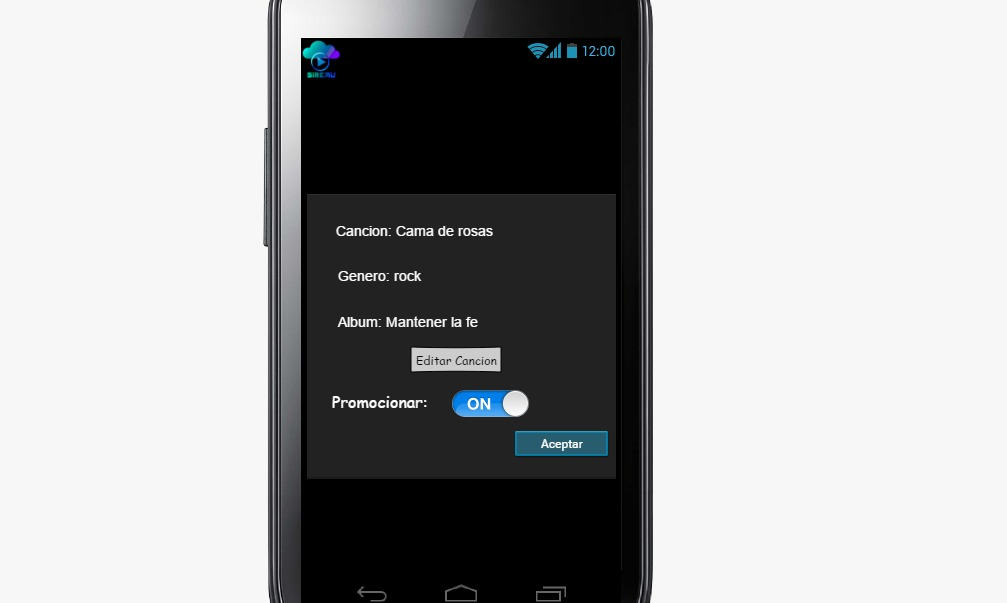 12:00
Cancion: Cama de rosas
Genero: rock
Album: Mantener la fe
Editar Cancion
Promocionar:
ON
Aceptar